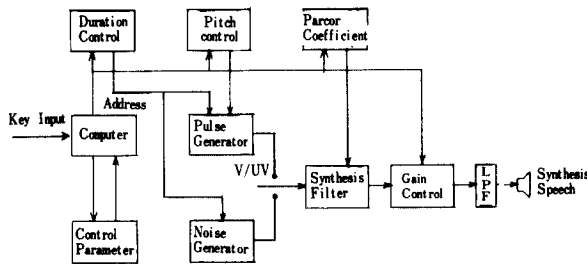 Duration
Control
Pitch
control
Parcor
Coefficient
Address
Key Input
Computer
Pulse
Generator
V/UV
Synthesis
Filter
Gain
Control
L
P
F
Synthesis
Speech
Control
Parameter
Noise
Generator